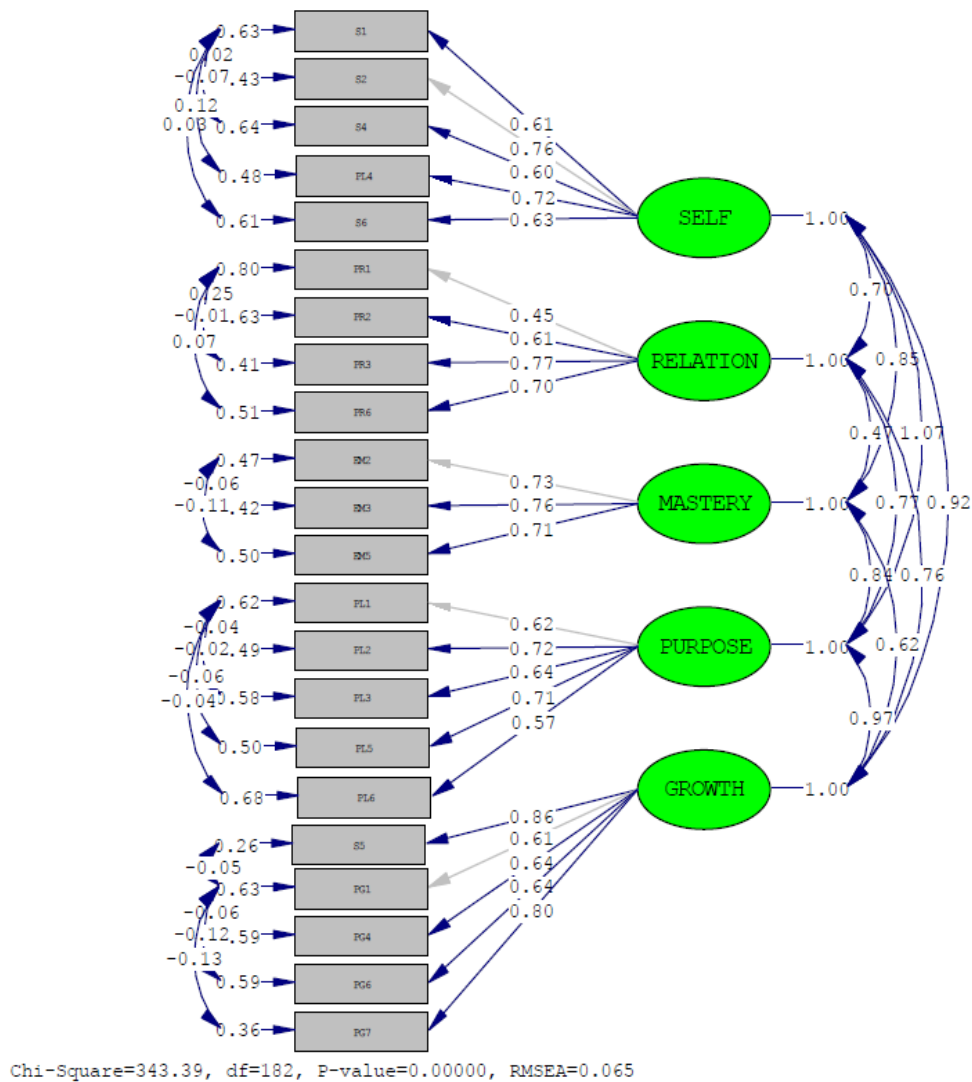 0.63 S1
0.02
-0.07.43 S2
0.12
0.03
0.64 S4
0.48 PL4
0.61 S6
0.61
0.76
0.60
0.72
0.63
SELF 1.00
0.80 PR1
0.25
-0.01.63 PR2
0.07
0.41 PR3
0.51 PR6
0.45
0.61
0.77
0.70
RELATION 1.00
0.47 EM2
-0.06
-0.11.42 EM3
0.50 EM5
0.73
0.76
0.71
MASTERY 1.00
0.62 PL1
-0.04
-0.02.49 PL2
-0.06
-0.04
0.58 PL3
0.50 PL5
0.68 PL6
0.62
0.72
0.64
0.71
0.57
PURPOSE 1.00
0.26 S5
-0.05
0.63 PG1
-0.06
-0.12.59 PG4
-0.13
0.59 PG6
0.36 PG7
0.86
0.61
0.64
0.64
0.80
GROWTH 1.00
0.70
0.85
0.47
1.07
0.77
0.92
0.84
0.76
0.62
0.97
Chi-Square=343.39, df=182, P-value=0.00000, RMSEA=0.065